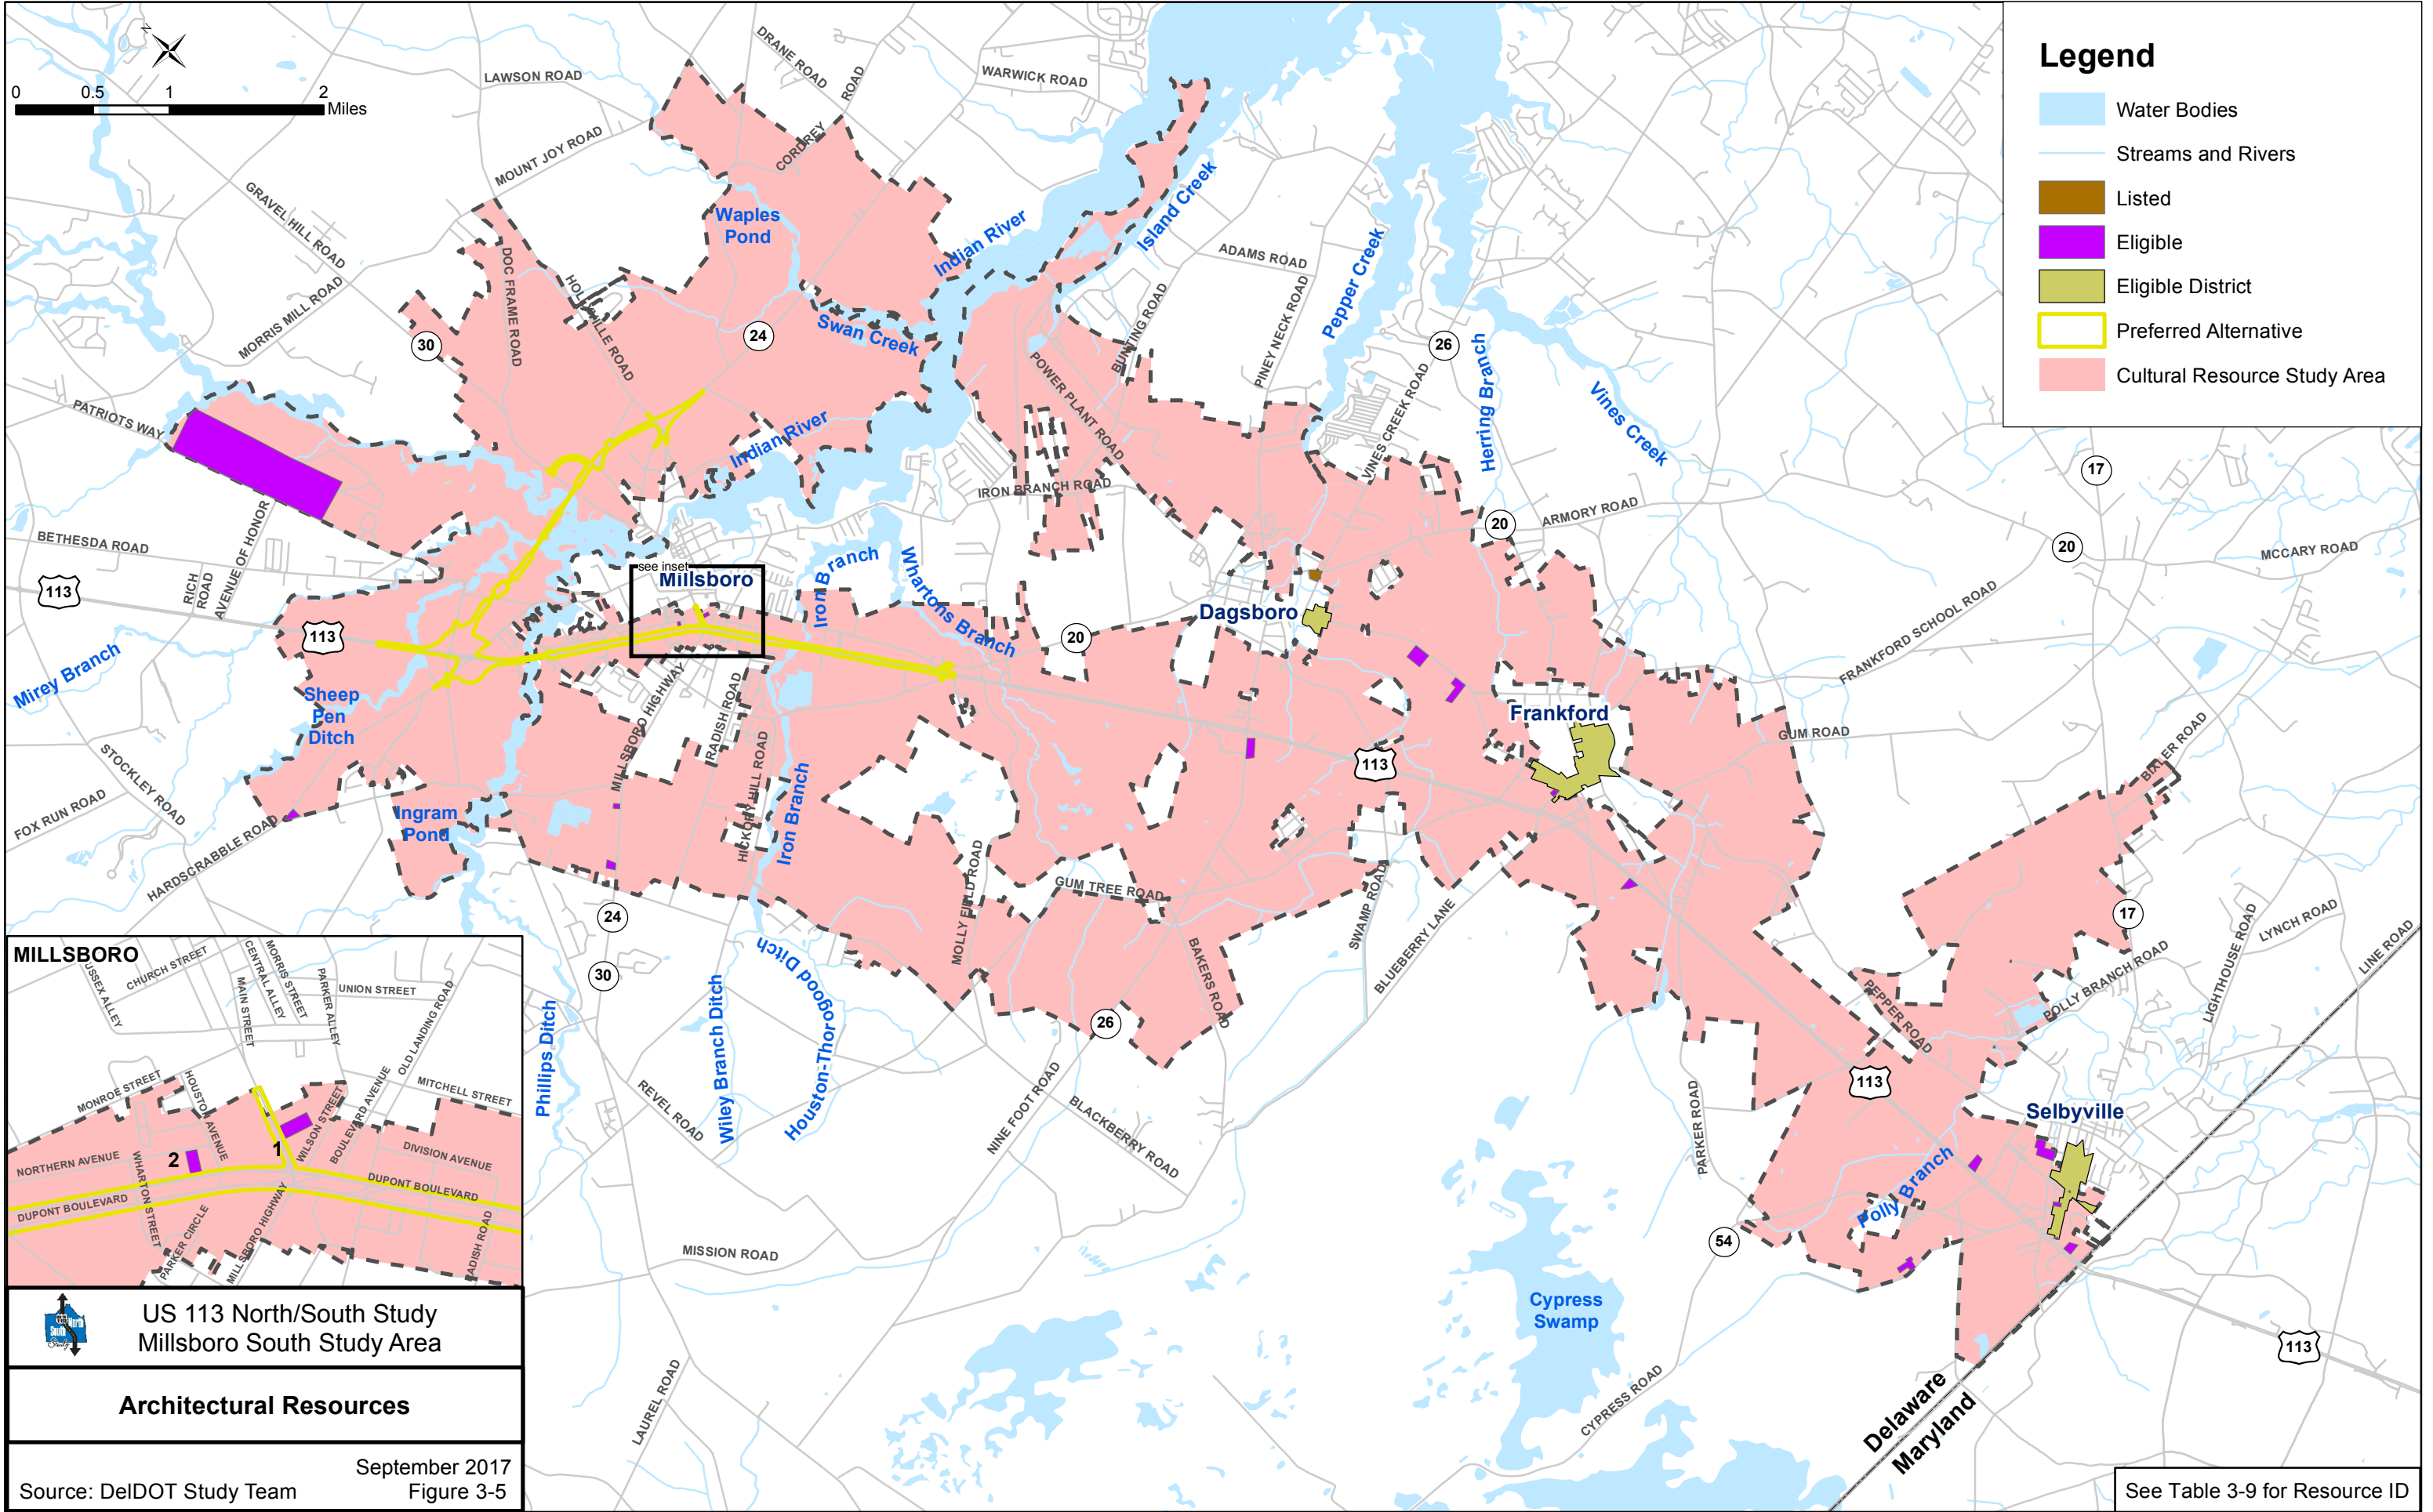 N
0 0.5 1 2
Miles
Legend
Water Bodies
Streams and Rivers
Listed
Eligible
Eligible District
Preferred Alternative
Cultural Resource Study Area
LAWSON ROAD
DRANE ROAD
ROAD
CORDREY
WARWICK ROAD
MOUNT JOY ROAD
GRAVEL HILL ROAD
MORRIS MILL ROAD
DOC FRAME ROAD
HOLLYVILLE ROAD
Waples
Pond
Indian River
Island Creek
ADAMS ROAD
Pepper Creek
PINEY NECK ROAD
BUNTING ROAD
Swan Creek
30
24
26
POWER PLANT ROAD
VINES CREEK ROAD
Herring Branch
Vines Creek
PATRIOTS WAY
Indian River
IRON BRANCH ROAD
20
ARMORY ROAD
17
20
MCCARY ROAD
BETHESDA ROAD
RICH
ROAD
AVENUE OF HONOR
113
113
see inset
Millsboro
Iron Branch
Whartons Branch
20
Dagsboro
FRANKFORD SCHOOL ROAD
Mirey Branch
Sheep
Pen
Ditch
MILLSBORO HIGHWAY
RADISH ROAD
HICKORY HILL ROAD
Iron Branch
Frankford
113
GUM ROAD
BIXLER ROAD
STOCKLEY ROAD
FOX RUN ROAD
HARDSCRABBLE ROAD
Ingram
Pond
24
30
MOLLY FIELD ROAD
GUM TREE ROAD
BAKERS ROAD
SWAMP ROAD
BLUEBERRY LANE
17
LYNCH ROAD
LINE ROAD
LIGHTHOUSE ROAD
POLLY BRANCH ROAD
PEPPER ROAD
Phillips Ditch
Wiley Branch Ditch
Houston-Thorogood Ditch
26
REVEL ROAD
NINE FOOT ROAD
BLACKBERRY ROAD
PARKER ROAD
113
Selbyville
Polly Branch
54
MISSION ROAD
Cypress
Swamp
LAUREL ROAD
CYPRESS ROAD
113
Delaware
Maryland
MILLSBORO
CHURCH STREET
USSEX ALLEY
MAIN STREET
CENTRAL ALLEY
MORRIS STREET
PARKER ALLEY
UNION STREET
OLD LANDING ROAD
MONROE STREET
HOUSTON AVENUE
WILSON STREET
BOULEVARD AVENUE
MITCHELL STREET
1
2
NORTHERN AVENUE
WHARTON STREET
DIVISION AVENUE
DUPONT BOULEVARD
DUPONT BOULEVARD
PARKER CIRCLE
MILLSBORO HIGHWAY
RADISH ROAD
US 113 North/South Study
Millsboro South Study Area
Architectural Resources
September 2017
Source: DelDOT Study Team Figure 3-5
See Table 3-9 for Resource ID